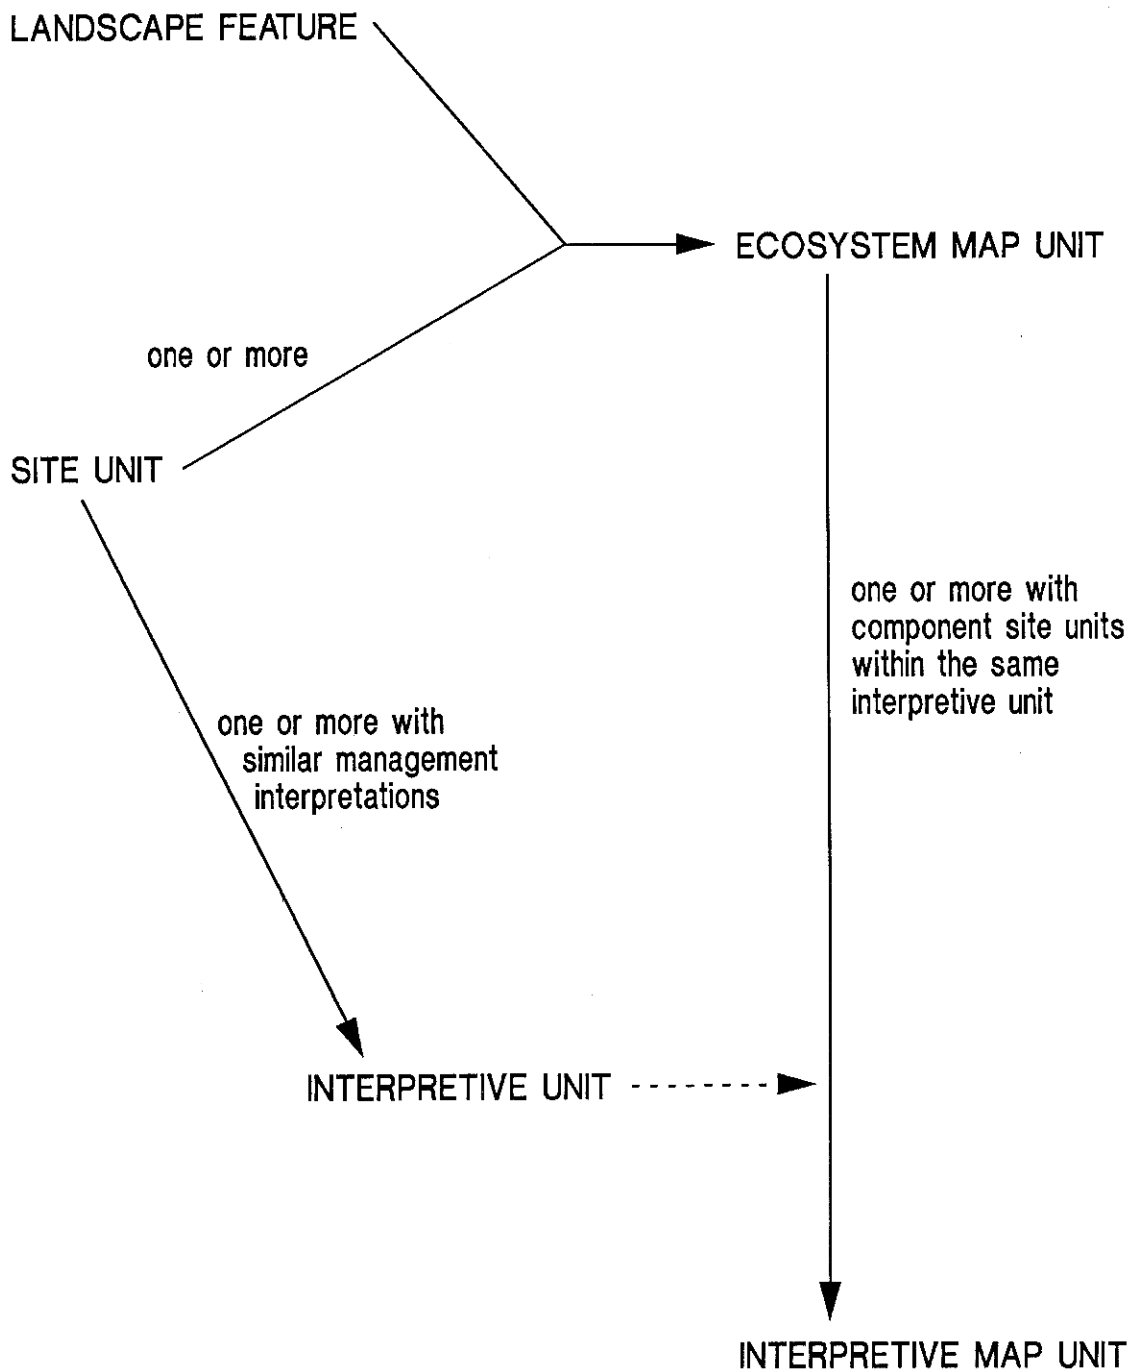 LANDSCAPE FEATURE
ECOSYSTEM MAP UNIT
one or more
SITE UNIT
one or more with
component site units
within the same
interpretive unit
one or more with
similar management
interpretations
INTERPRETIVE UNIT
INTERPRETIVE MAP UNIT